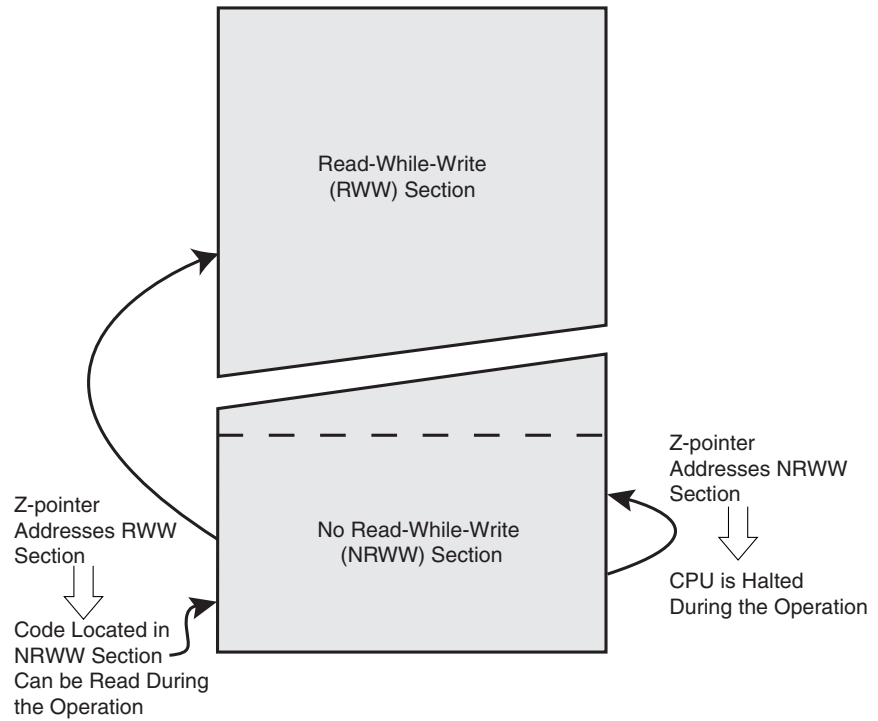 Read-While-Write
(RWW) Section
Z-pointer
Addresses NRWW
Section
Z-pointer
Addresses RWW
Section
No Read-While-Write
(NRWW) Section
CPU is Halted
During the Operation
Code Located in
NRWW Section
Can be Read During
the Operation